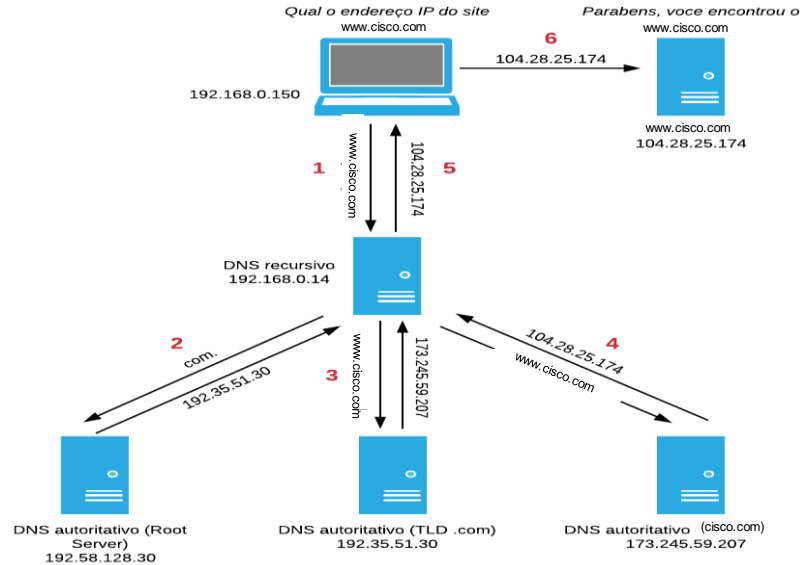 Qual o endereço IP do site
www.cisco.com
Parabens, voce encontrou o
www.cisco.com
6
104.28.25.174
192.168.0.150
www.cisco.com
104.28.25.174
1
www.cisco.com
104.28.25.174
5
DNS recursivo
192.168.0.14
2
com.
192.35.51.30
3
www.cisco.com
173.245.59.207
4
104.28.25.174
www.cisco.com
DNS autoritativo (Root
Server)
192.58.128.30
DNS autoritativo (TLD .com)
192.35.51.30
DNS autoritativo (cisco.com)
173.245.59.207